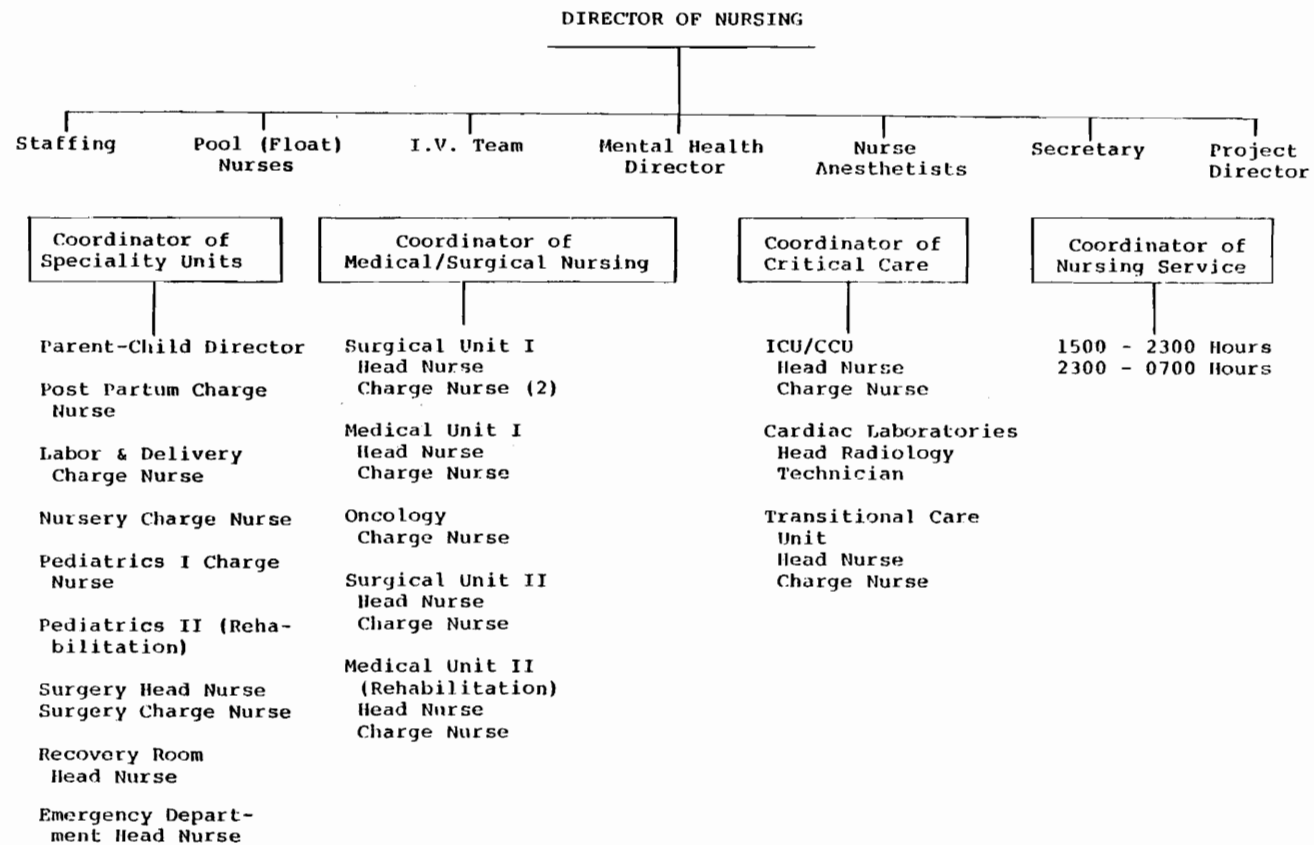 DIRECTOR OF NURSING
Staffing
Pool (Float)
Nurses
I.V. Team
Mental Health
Director
Nurse
Anesthetists
Secretary
Project
Director
Coordinator of
Speciality Units
Parent-Child Director
Post Partum Charge
Nurse
Labor & Delivery
Charge Nurse
Nursery Charge Nurse
Pediatrics I Charge
Nurse
Pediatrics II (Reha-
bilitation)
Surgery Head Nurse
Surgery Charge Nurse
Recovery Room
Head Nurse
Emergency Depart-
ment Head Nurse
Coordinator of
Medical/Surgical Nursing
Surgical Unit I
Head Nurse
Charge Nurse (2)
Medical Unit I
Head Nurse
Charge Nurse
Oncology
Charge Nurse
Surgical Unit II
Head Nurse
Charge Nurse
Medical Unit II
(Rehabilitation)
Head Nurse
Charge Nurse
Coordinator of
Critical Care
ICU/CCU
Head Nurse
Charge Nurse
Cardiac Laboratories
Head Radiology
Technician
Transitional Care
Unit
Head Nurse
Charge Nurse
Coordinator of
Nursing Service
1500 - 2300 Hours
2300 - 0700 Hours